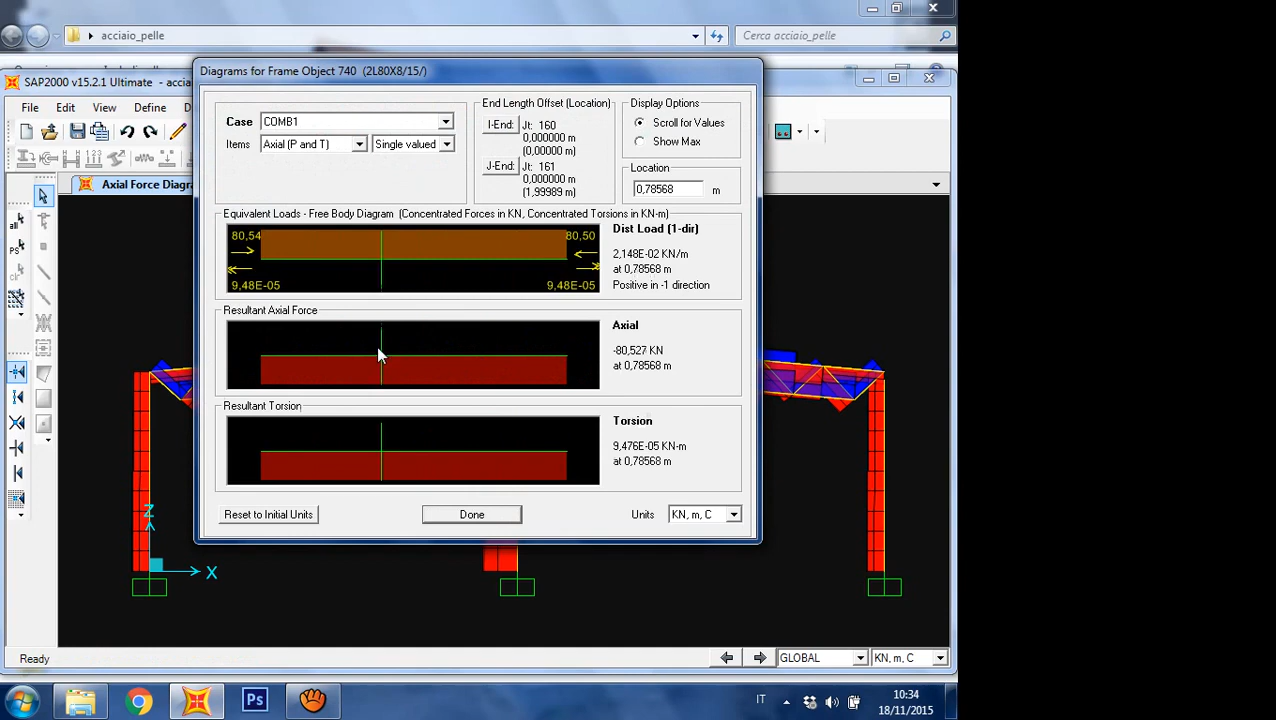 acciaio_pelle
Cerca acciaio_pelle
SAP2000 v15.2.1 Ultimate - accia
Diagrams for Frame Object 740 (2L80X8/15/)
File Edit View Define D
Axial Force Diagra
Case COMB1
Items Axial (P and T) Single valued
End Length Offset (Location)
I-End: Jt: 160
0,000000 m
(0,00000 m)
J-End: Jt: 161
0,000000 m
(1,99989 m)
Display Options
Scroll for Values
Show Max
Location
0,78568 m
Equivalent Loads - Free Body Diagram (Concentrated Forces in KN, Concentrated Torsions in KN-m)
80,54 80,50
9,48E-05 9,48E-05
Dist Load (1-dir)
2,148E-02 KN/m
at 0,78568 m
Positive in -1 direction
Resultant Axial Force
Axial
-80,527 KN
at 0,78568 m
Resultant Torsion
Torsion
9,476E-05 KN-m
at 0,78568 m
Reset to Initial Units Done Units KN, m, C
all
PS
clr
Z
X
Ready GLOBAL KN, m, C
Ps IT 10:34
18/11/2015